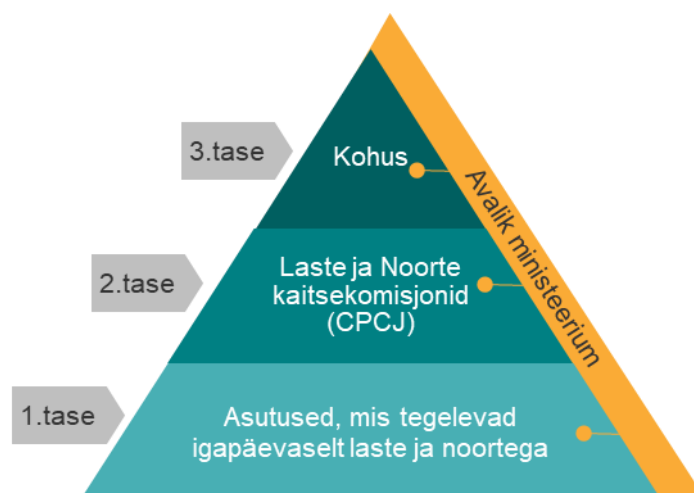 3.tase
Kohus
Avalik ministeerium
2.tase
Laste ja Noorte
kaitsekomisjonid
(CPCJ)
1.tase
Asutused, mis tegelevad
igapäevaselt laste ja noortega